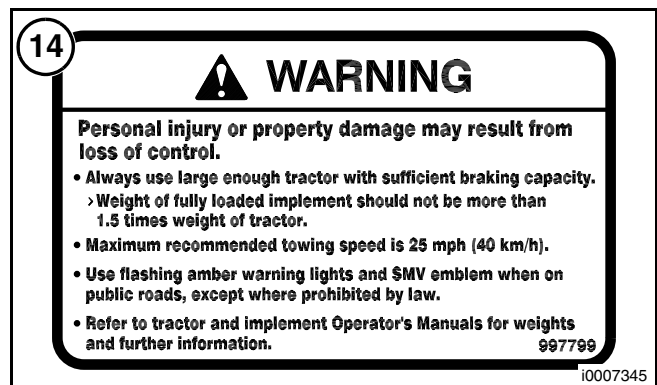 14
WARNING
Personal injury or property damage may result from
loss of control.
• Always use large enough tractor with sufficient braking capacity.
› Weight of fully loaded implement should not be more than
1.5 times weight of tractor.
• Maximum recommended towing speed is 25 mph (40 km/h).
• Use flashing amber warning lights and SMV emblem when on
public roads, except where prohibited by law.
• Refer to tractor and implement Operator's Manuals for weights
and further information. 997799
i0007345